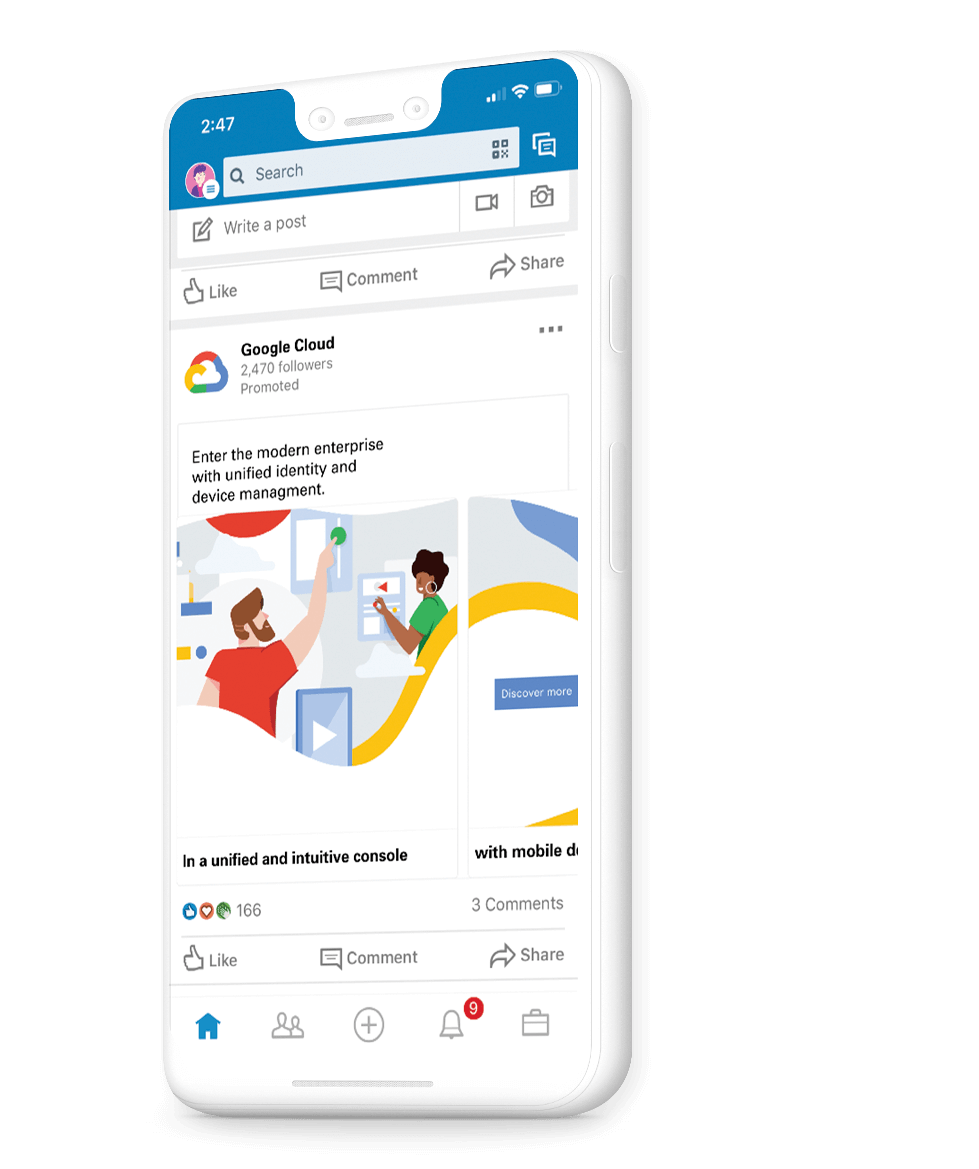 2:47
Search
Write a post
Like
Comment
Share
Google Cloud
2,470 followers
Promoted
Enter the modern enterprise
with unified identity and
device managment.
Discover more
In a unified and intuitive console
with mobile
166
3 Comments
Like
Comment
Share
9